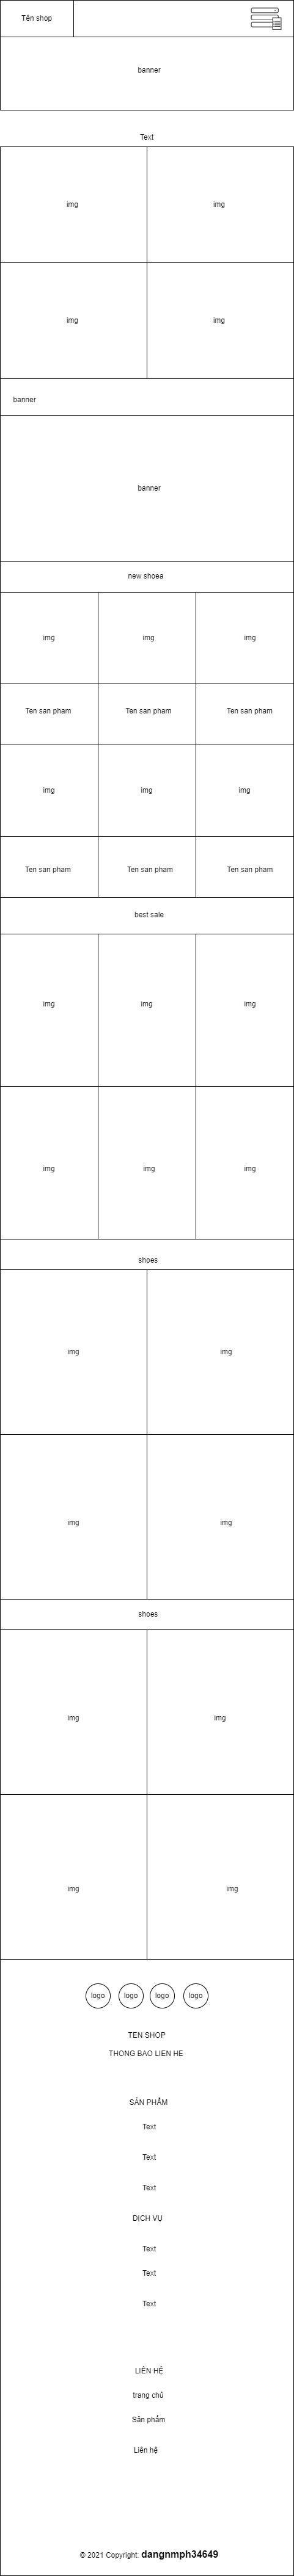 Tên shop
banner
Text
img img
img img
banner
banner
new shoea
img img img
Ten san pham Ten san pham Ten san pham
img img img
Ten san pham Ten san pham Ten san pham
best sale
img img img
img img img
shoes
img img
img img
shoes
img img
img img
logo logo logo logo
TEN SHOP
THONG BAO LIEN HE
SẢN PHẨM
Text
Text
Text
DỊCH VỤ
Text
Text
Text
LIÊN HỆ
trang chủ
Sản phẩm
Liên hệ
© 2021 Copyright: dangnmph34649